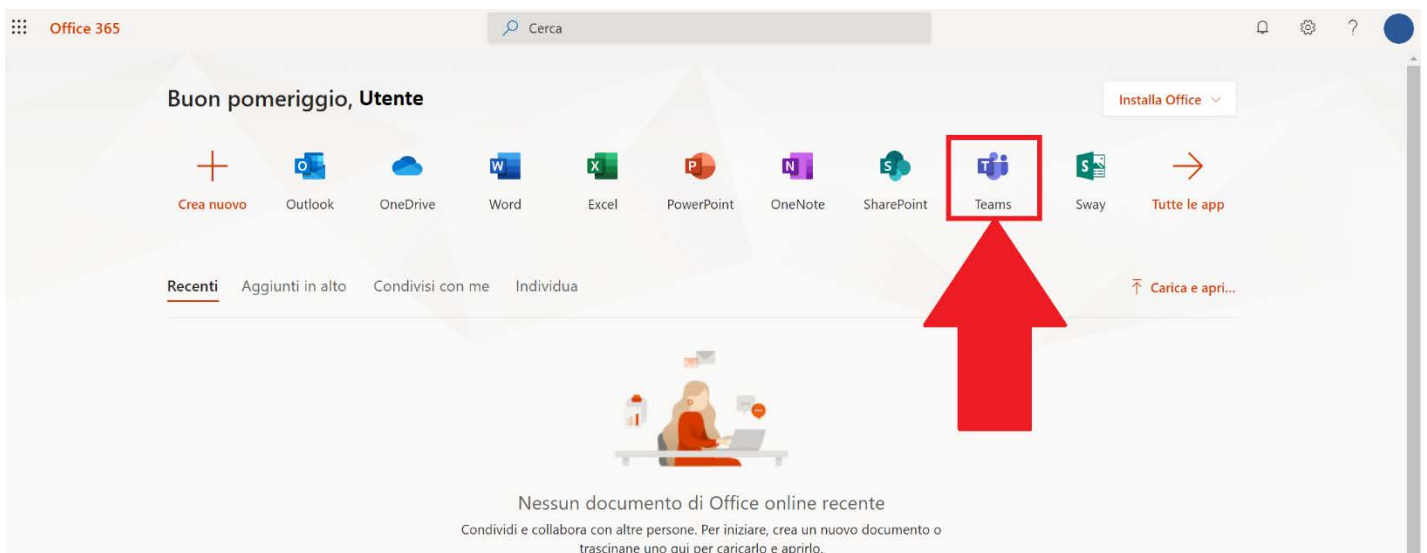 Office 365
Cerca
?
Buon pomeriggio, Utente
Installa Office
Crea nuovo
Outlook
OneDrive
Word
Excel
PowerPoint
OneNote
SharePoint
Teams
Sway
Tutte le app
Recenti
Aggiunti in alto
Condivisi con me
Individua
Carica e apri...
Nessun documento di Office online recente
Condividi e collabora con altre persone. Per iniziare, crea un nuovo documento o
trascinane uno qui per caricarlo e aprirlo.